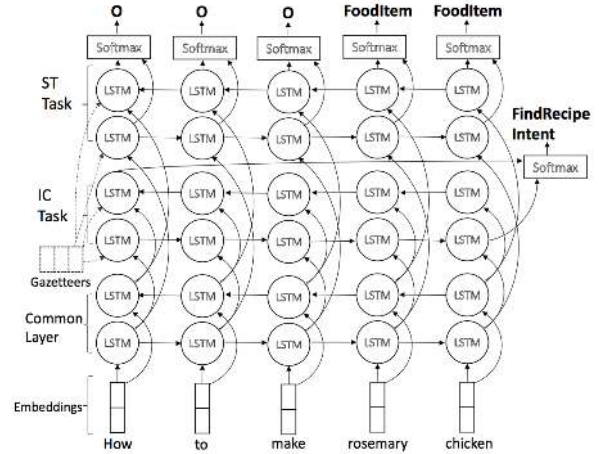 O O O FoodItem FoodItem
Softmax Softmax Softmax Softmax Softmax
ST
Task
LSTM LSTM LSTM LSTM LSTM
LSTM LSTM LSTM LSTM LSTM
FindRecipe
Intent
Softmax
IC
Task
LSTM LSTM LSTM LSTM LSTM
LSTM LSTM LSTM LSTM LSTM
Gazetteers
Common
Layer
LSTM LSTM LSTM LSTM LSTM
LSTM LSTM LSTM LSTM LSTM
Embeddings
How to make rosemary chicken